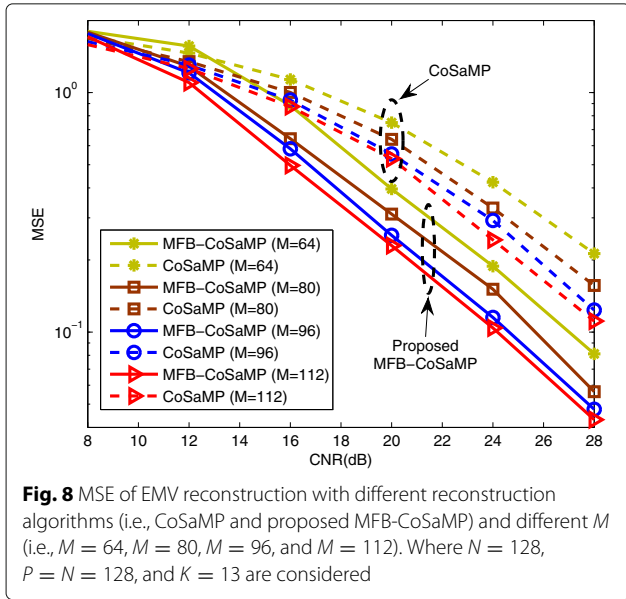 10^0
10^-1
MSE
CoSaMP
MFB–CoSaMP (M=64)
CoSaMP (M=64)
MFB–CoSaMP (M=80)
CoSaMP (M=80)
MFB–CoSaMP (M=96)
CoSaMP (M=96)
MFB–CoSaMP (M=112)
CoSaMP (M=112)
Proposed
MFB–CoSaMP
8 10 12 14 16 18 20 22 24 26 28
CNR(dB)
Fig. 8 MSE of EMV reconstruction with different reconstruction
algorithms (i.e., CoSaMP and proposed MFB-CoSaMP) and different M
(i.e., M = 64, M = 80, M = 96, and M = 112). Where N = 128,
P = N = 128, and K = 13 are considered